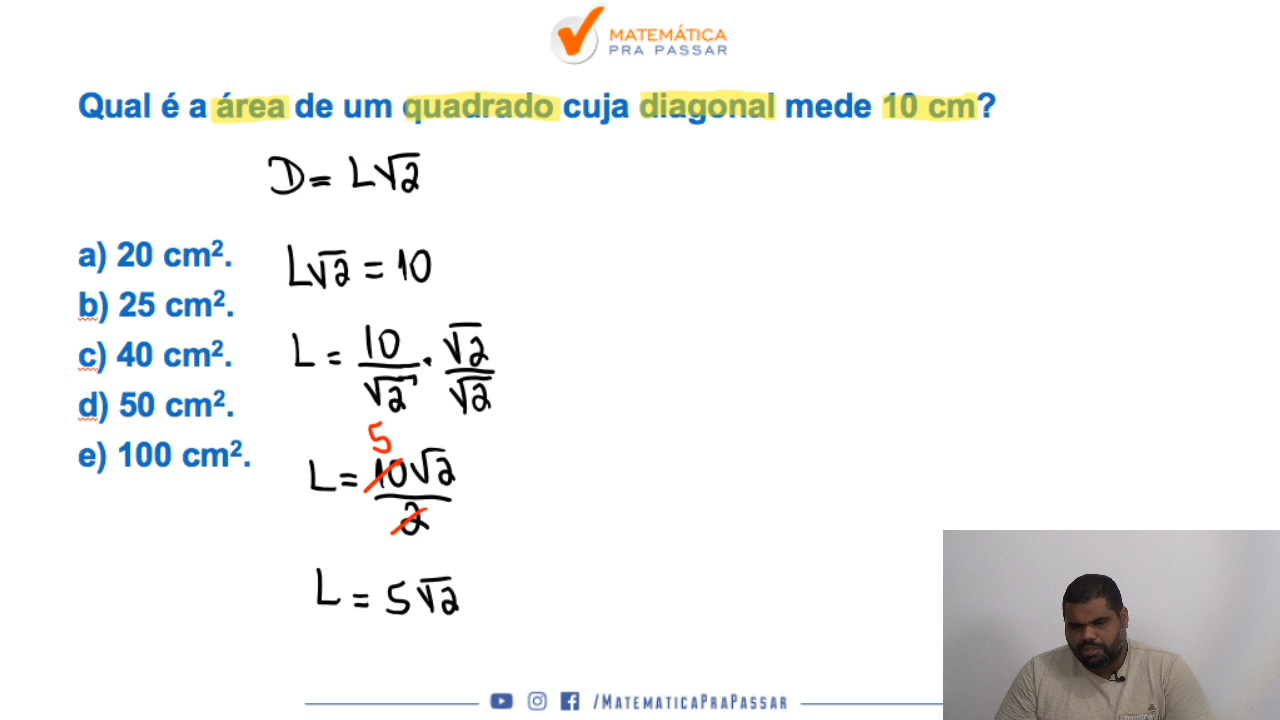 MATEMÁTICA
PRA PASSAR
Qual é a área de um quadrado cuja diagonal mede 10 cm?
D = L√2
a) 20 cm².
b) 25 cm².
c) 40 cm².
d) 50 cm².
e) 100 cm².
L√2 = 10
L = 10/√2 · √2/√2
5
L = 10√2/2
L = 5√2
/MatematicaPraPassar